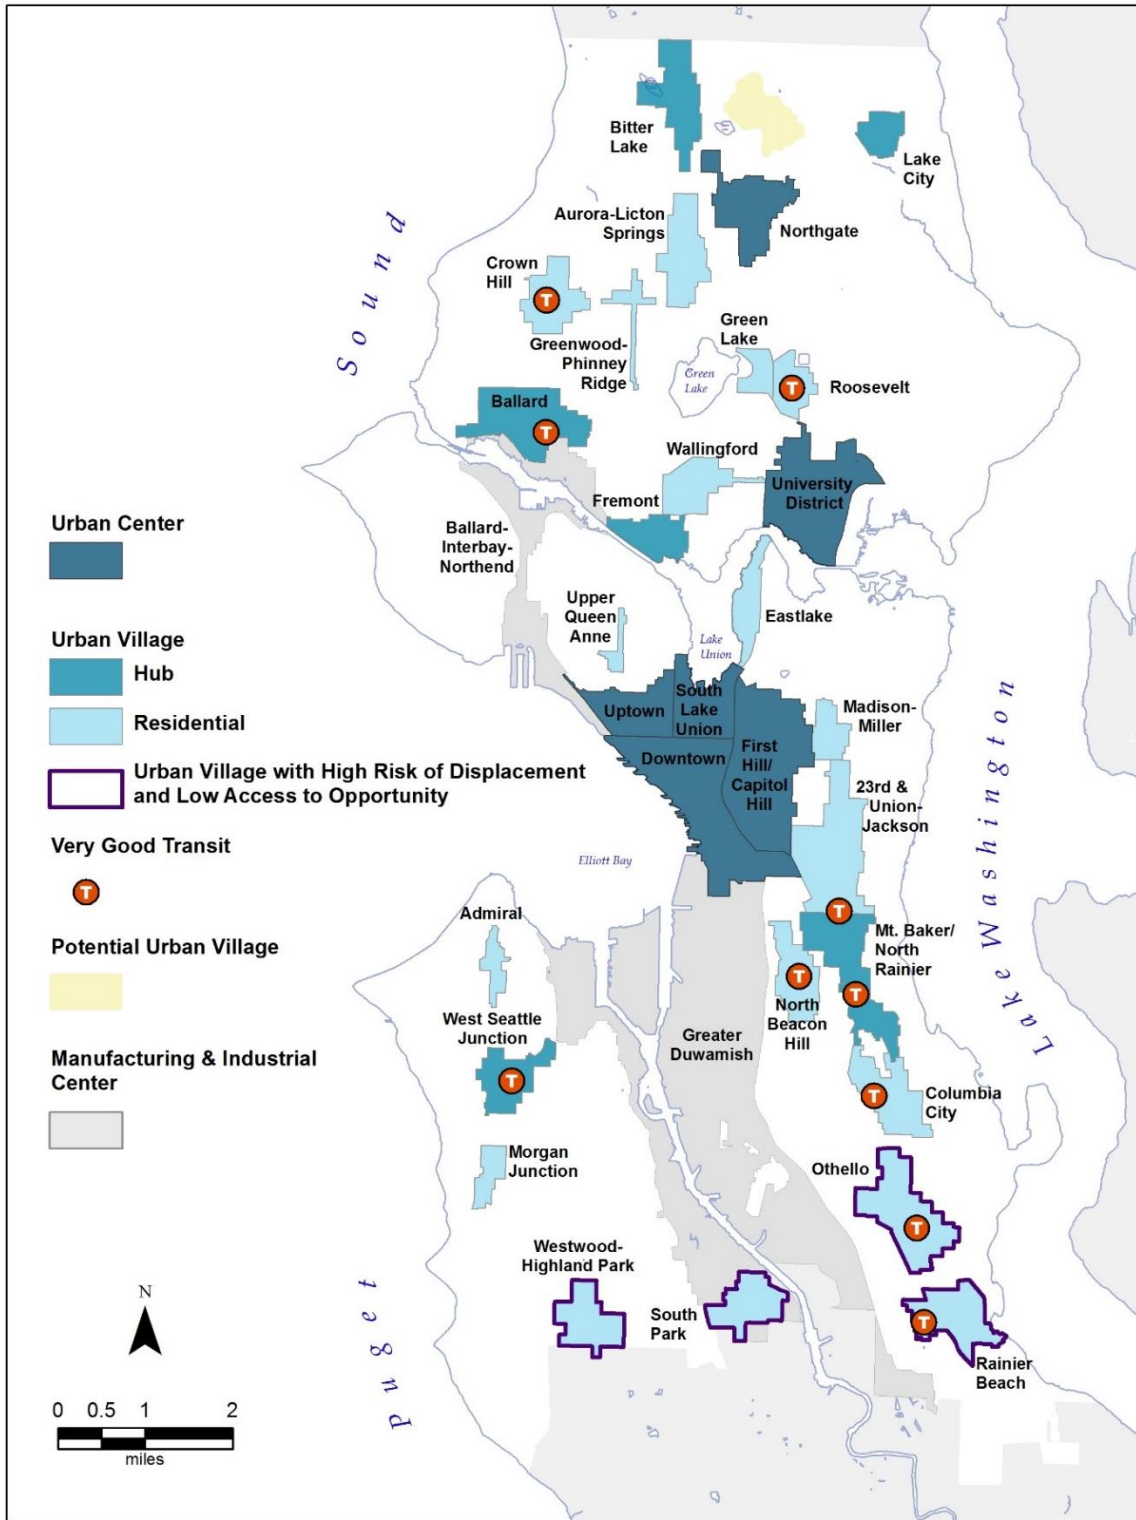 Bitter
Lake
Lake
City
Aurora-Licton
Springs
Northgate
Crown
Hill
T
Greenwood-
Phinney
Ridge
Green
Lake
Green
Lake
T
Roosevelt
Sound
Ballard
T
Wallingford
University
District
Fremont
Ballard-
Interbay-
Northend
Upper
Queen
Anne
Eastlake
Lake
Union
Uptown
South
Lake
Union
Madison-
Miller
Downtown
First
Hill/
Capitol
Hill
23rd &
Union-
Jackson
Lake Washington
Elliott Bay
T
Mt. Baker/
North
Rainier
Admiral
T
T
North
Beacon
Hill
West Seattle
Junction
T
Greater
Duwamish
T
Columbia
City
Morgan
Junction
Othello
T
Westwood-
Highland Park
South
Park
T
Rainier
Beach
Puget
Urban Center
Urban Village
Hub
Residential
Urban Village with High Risk of Displacement
and Low Access to Opportunity
Very Good Transit
T
Potential Urban Village
Manufacturing & Industrial
Center
N
0 0.5 1 2
miles